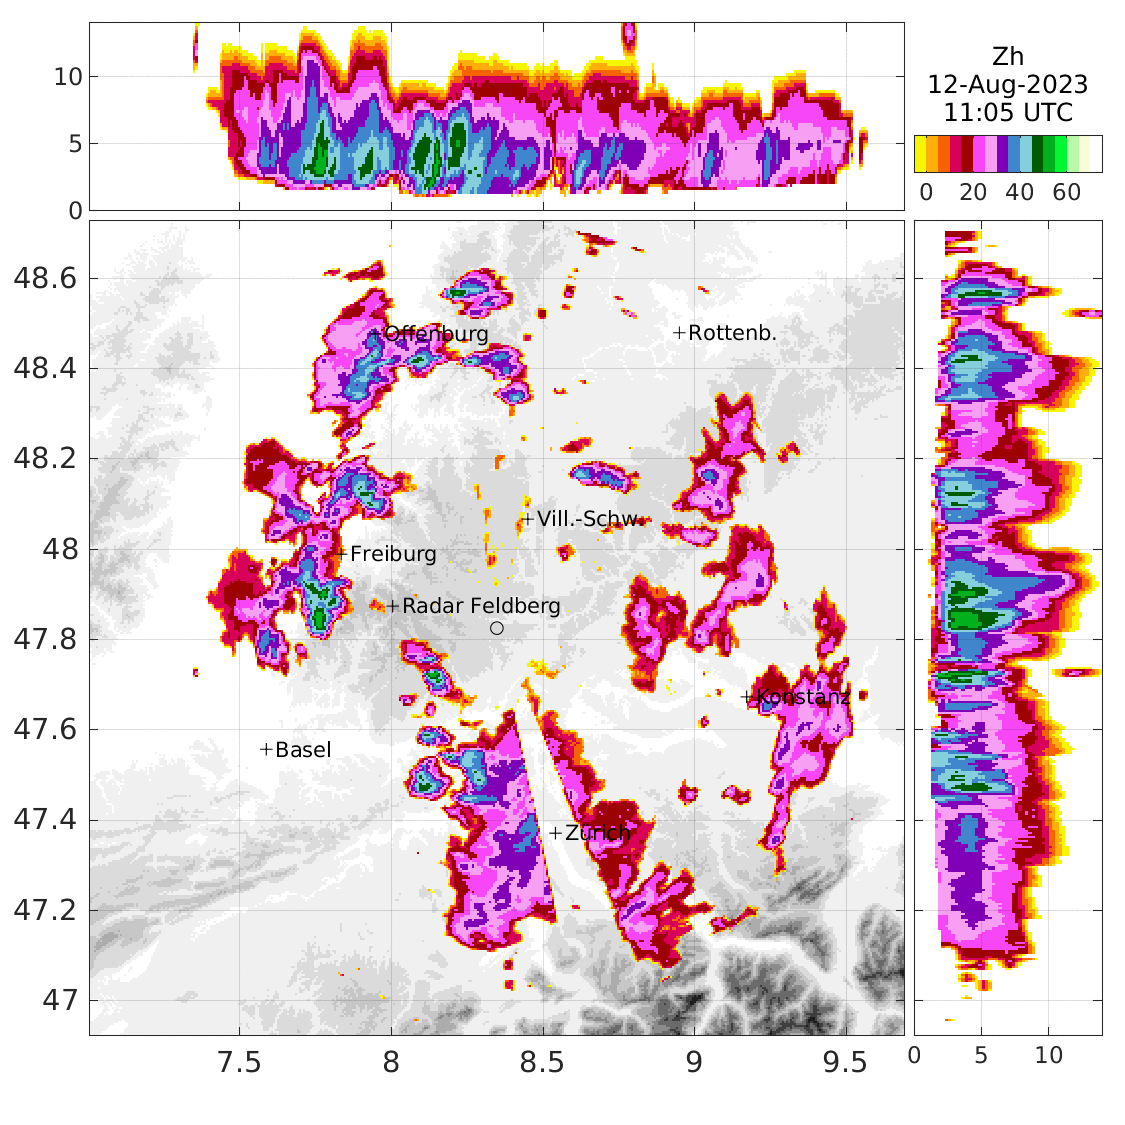 10
5
0
Zh
12-Aug-2023
11:05 UTC
0 20 40 60
48.6
48.4
48.2
48
47.8
47.6
47.4
47.2
47
+Offenburg
+Rottenb.
+Vill.-Schw.
+Freiburg
+Radar Feldberg
+Konstanz
+Basel
+Zürich
7.5 8 8.5 9 9.5
0 5 10